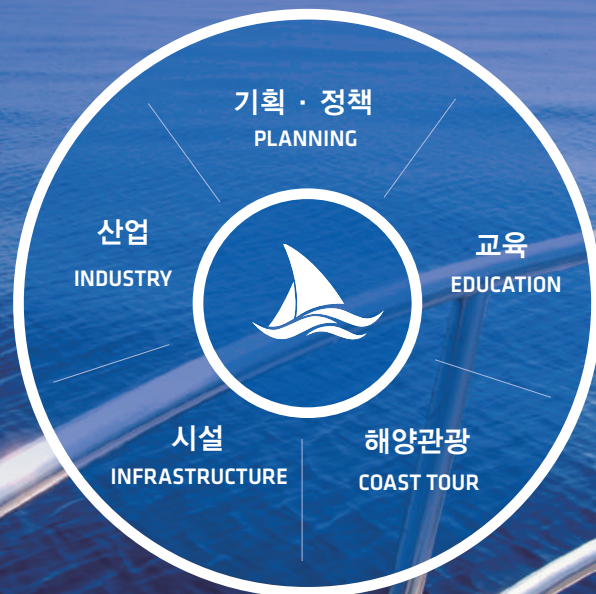 기획 · 정책
PLANNING
산업
INDUSTRY
교육
EDUCATION
시설
INFRASTRUCTURE
해양관광
COAST TOUR